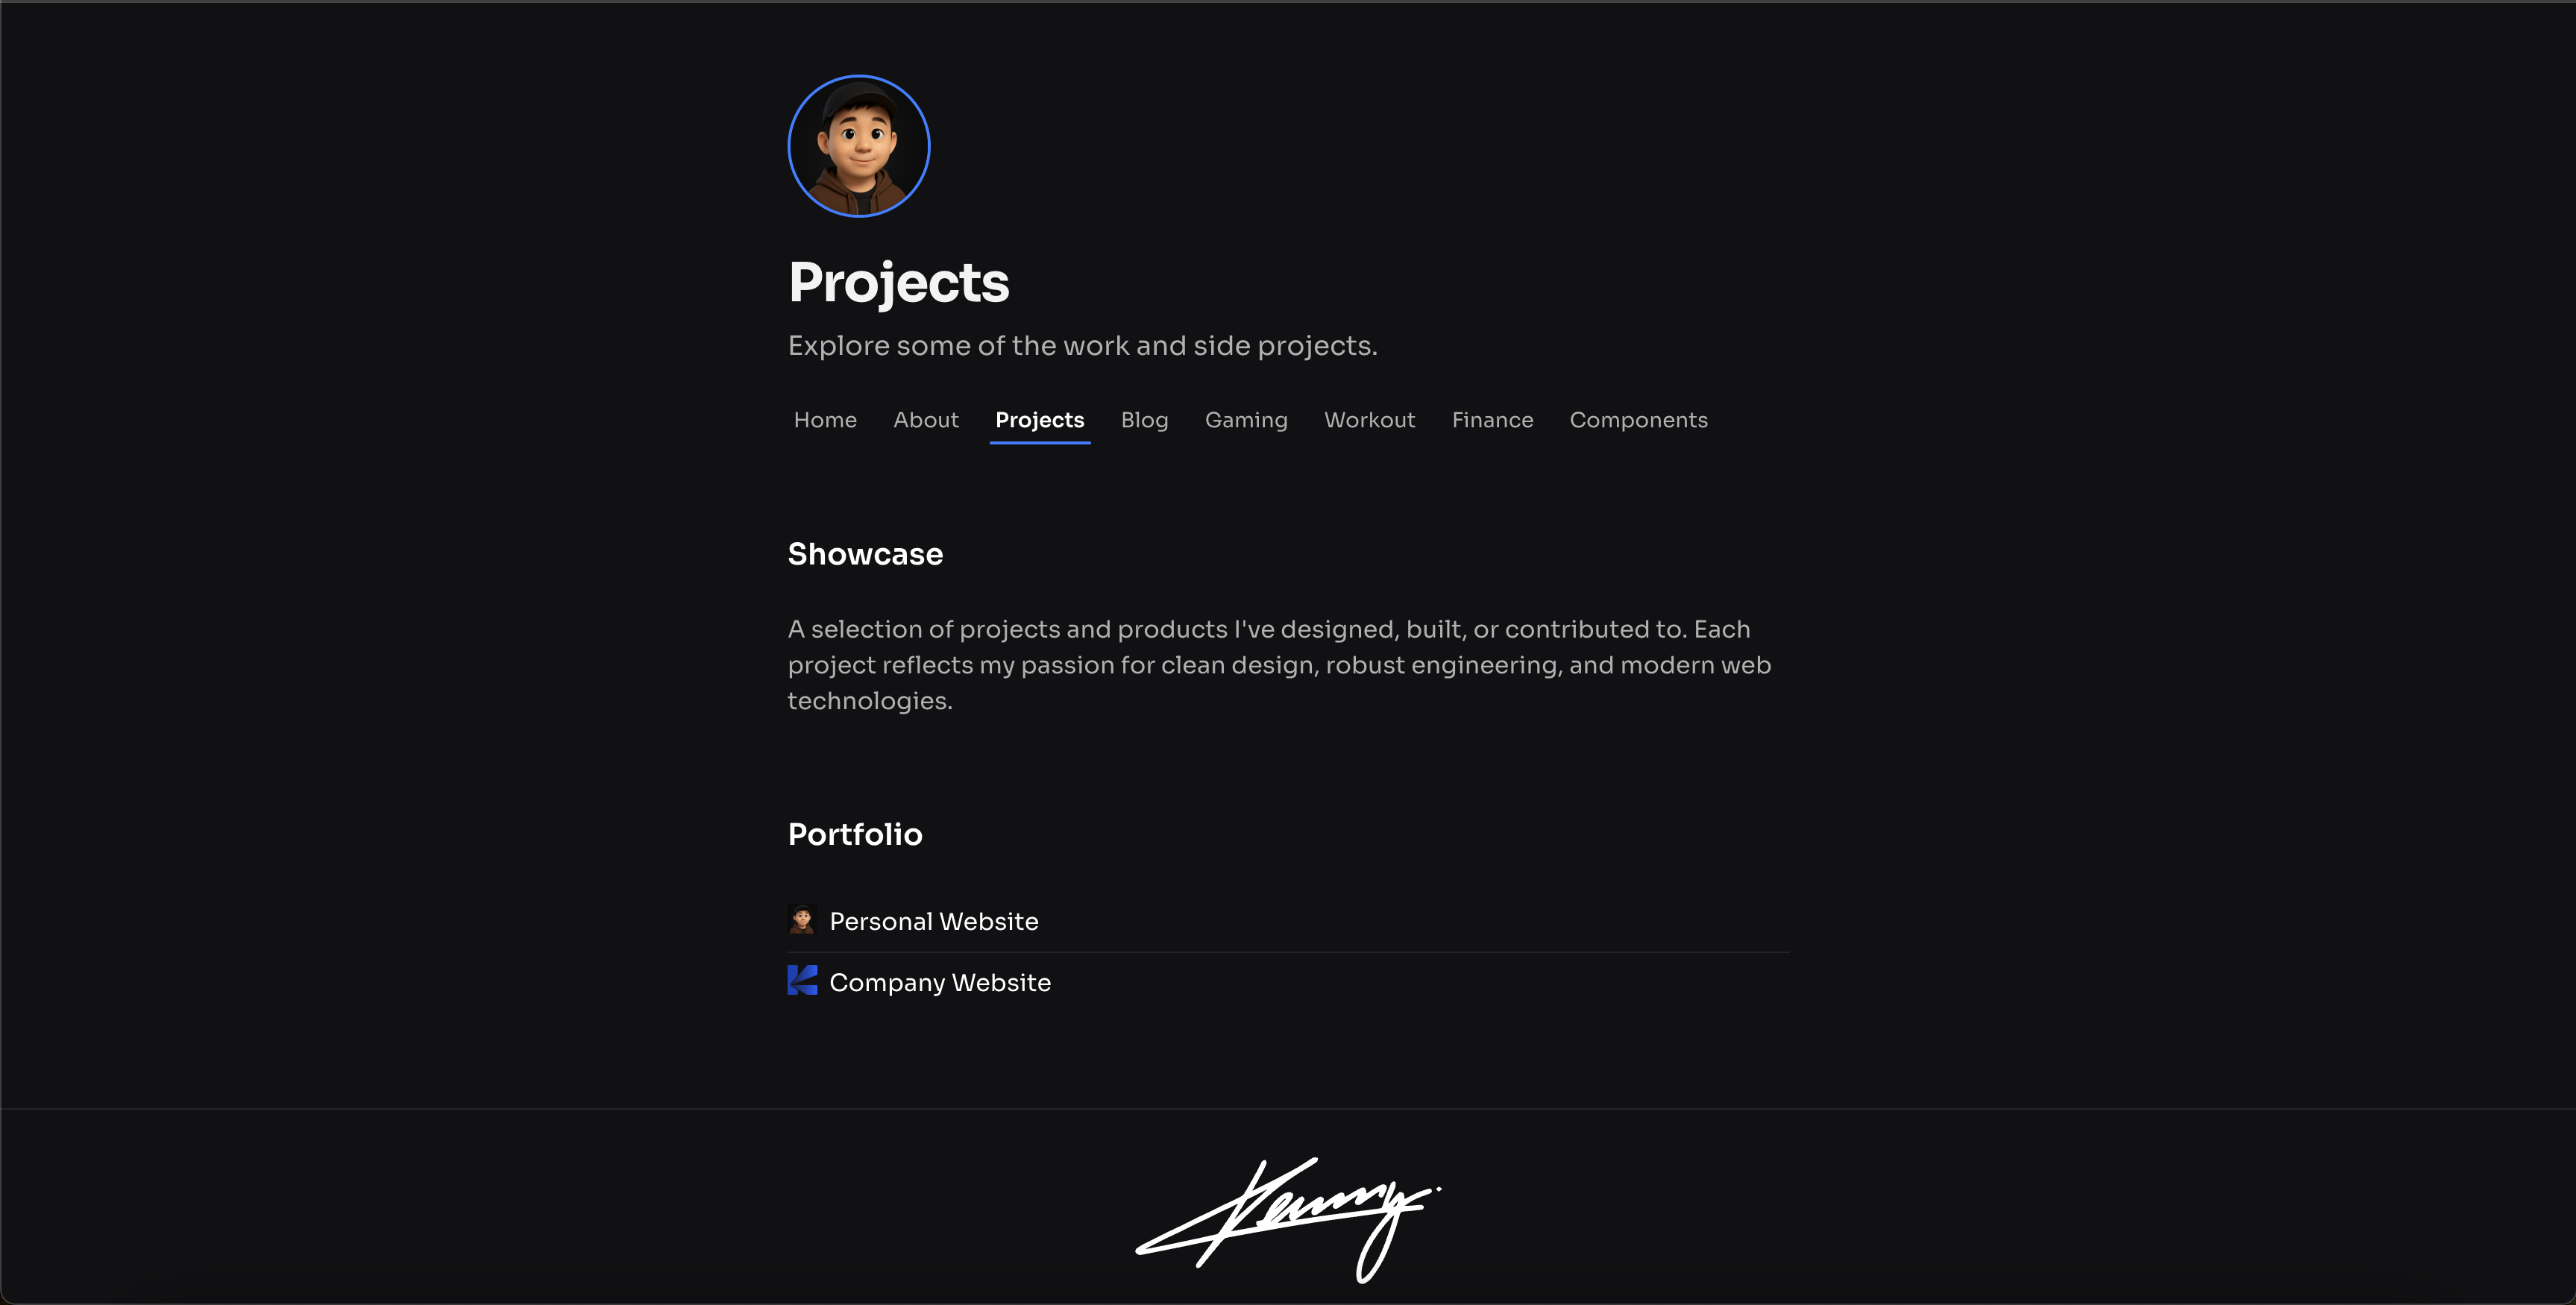 Projects
Explore some of the work and side projects.
Home About Projects Blog Gaming Workout Finance Components
Showcase
A selection of projects and products I've designed, built, or contributed to. Each
project reflects my passion for clean design, robust engineering, and modern web
technologies.
Portfolio
Personal Website
Company Website
Kenny.